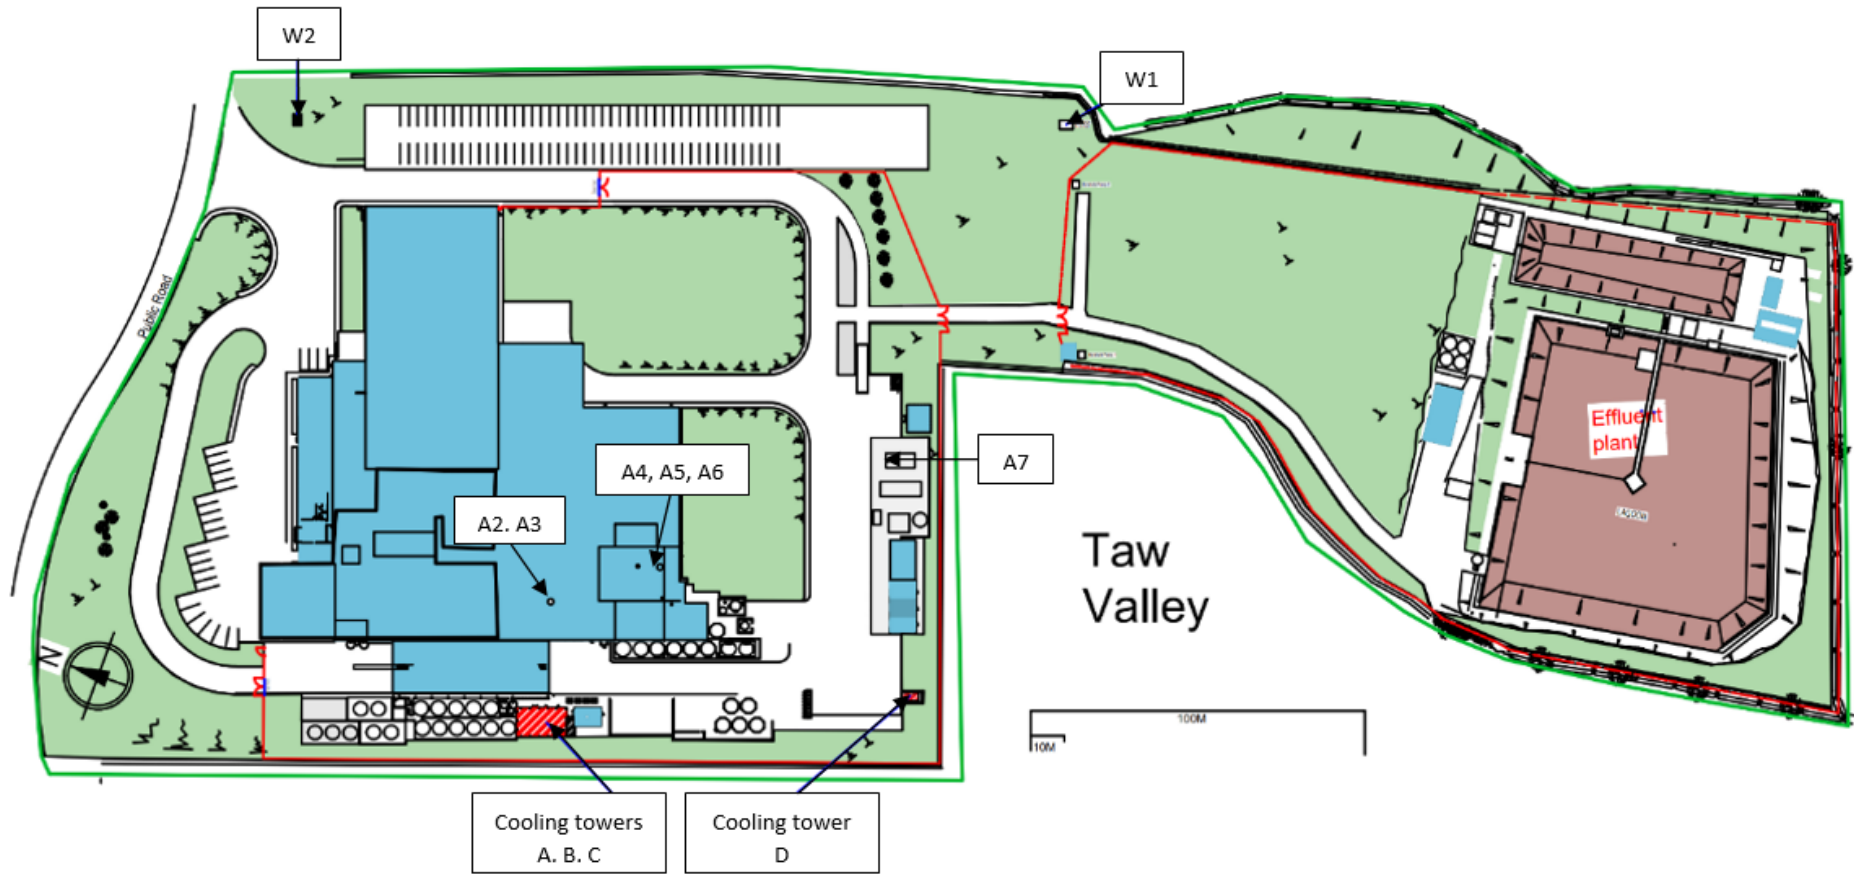 W2
W1
Public Road
A4, A5, A6
A7
A2. A3
Effluent
plant
LAGOON
Taw
Valley
N
100M
10M
Cooling towers
A. B. C
Cooling tower
D